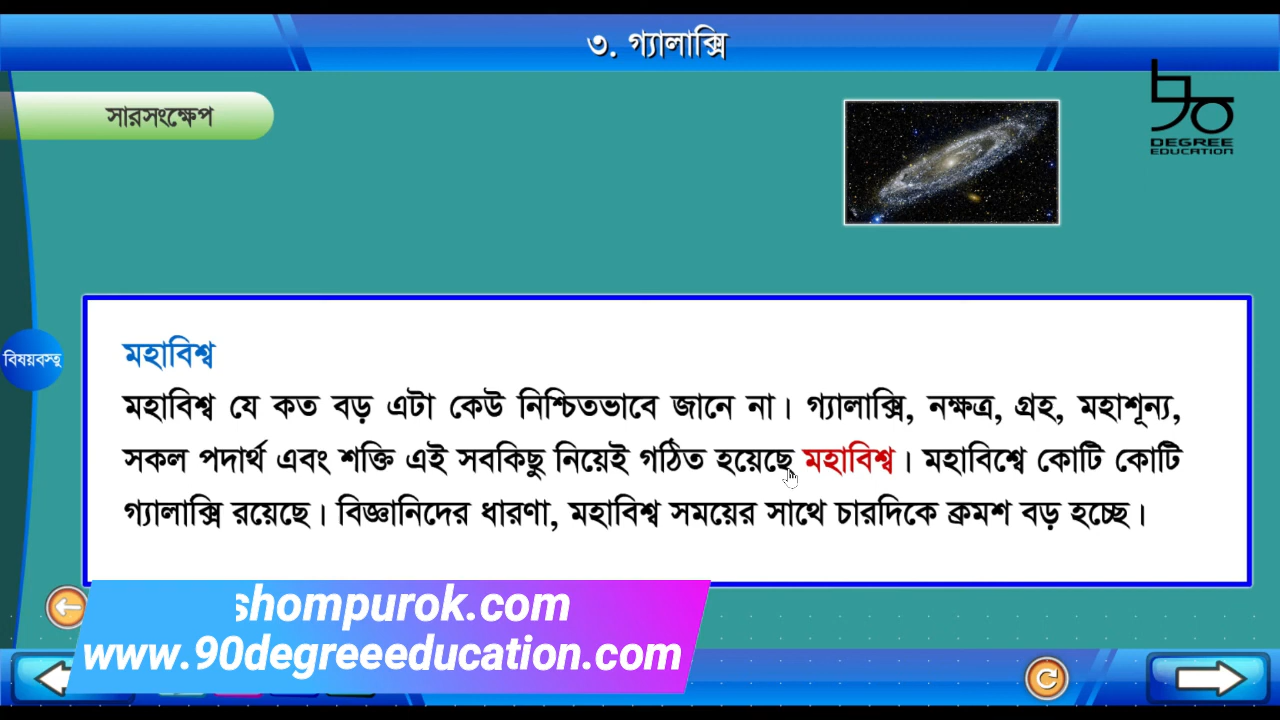 ৩. গ্যালাক্সি
সারসংক্ষেপ
৯০
DEGREE
EDUCATION
মহাবিশ্ব
মহাবিশ্ব যে কত বড় এটা কেউ নিশ্চিতভাবে জানে না। গ্যালাক্সি, নক্ষত্র, গ্রহ, মহাশূন্য,
সকল পদার্থ এবং শক্তি এই সবকিছু নিয়েই গঠিত হয়েছে মহাবিশ্ব। মহাবিশ্বে কোটি কোটি
গ্যালাক্সি রয়েছে। বিজ্ঞানিদের ধারণা, মহাবিশ্ব সময়ের সাথে চারদিকে ক্রমশ বড় হচ্ছে।
বিষয়বস্তু
shompurok.com
www.90degreeeducation.com